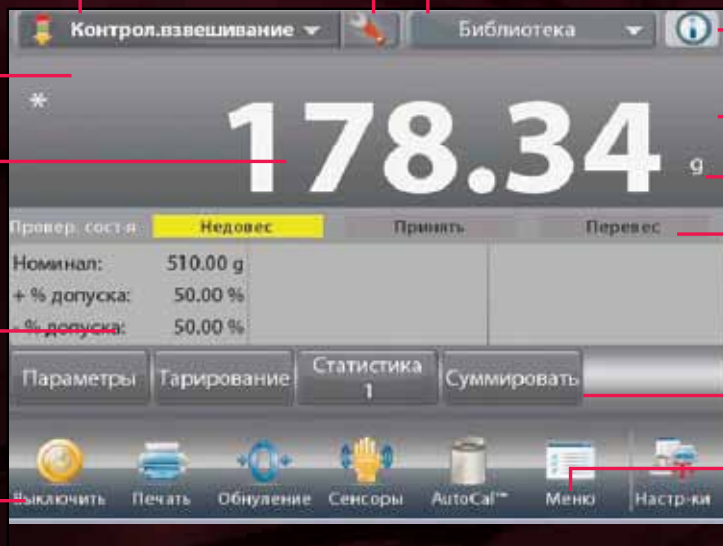 Контрол.взвешивание Библиотека
*
178.34 g
Провер. сост-я Недовес Принять Перевес
Номинал: 510.00 g
+ % допуска: 50.00 %
- % допуска: 50.00 %
Параметры Тарирование Статистика 1 Суммировать
Выключить Печать Обнуление Сенсоры AutoCal™ Меню Настр-ки